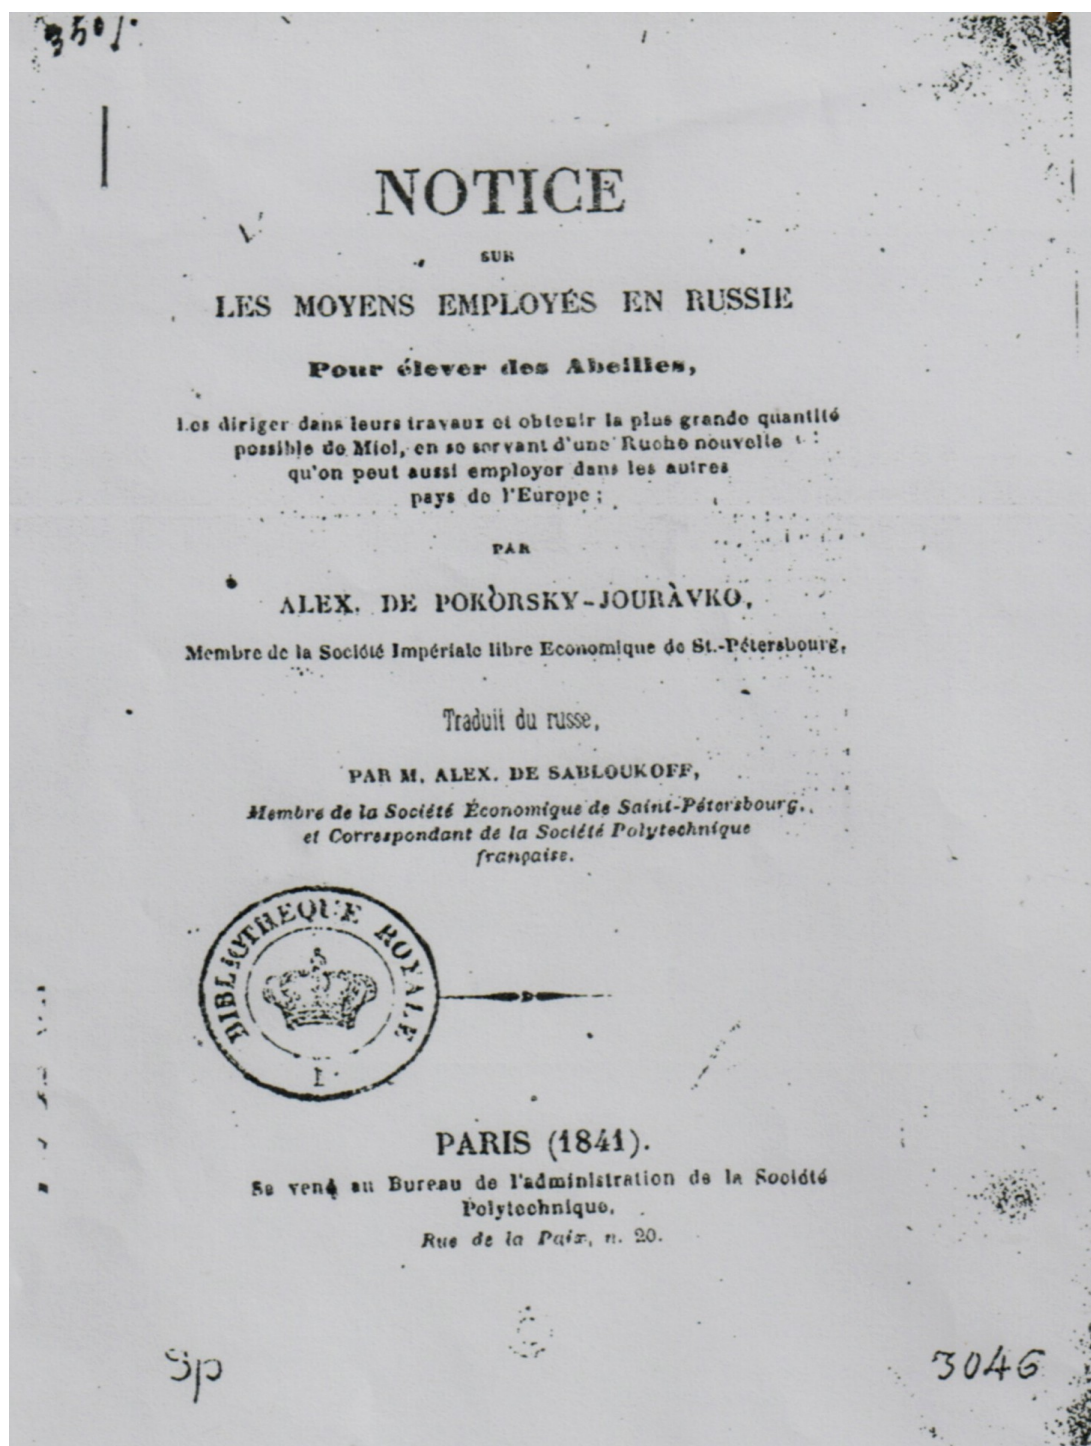 350
NOTICE
SUR
LES MOYENS EMPLOYÉS EN RUSSIE
Pour élever des Abeilles,
Les diriger dans leurs travaux et obtenir la plus grande quantité
possible de Miel, en se servant d'une Ruche nouvelle
qu'on peut aussi employer dans les autres
pays de l'Europe ;
PAR
ALEX. DE POKÒRSKY-JOURÀVKO,
Membre de la Société Impériale libre Economique de St.-Pétersbourg,
Traduit du russe,
PAR M. ALEX. DE SABLOUKOFF,
Membre de la Société Économique de Saint-Pétersbourg,
et Correspondant de la Société Polytechnique
française.
BIBLIOTHEQUE ROYALE
I
PARIS (1841).
Se vend au Bureau de l'administration de la Société
Polytechnique,
Rue de la Paix, n. 20.
Sp
3046